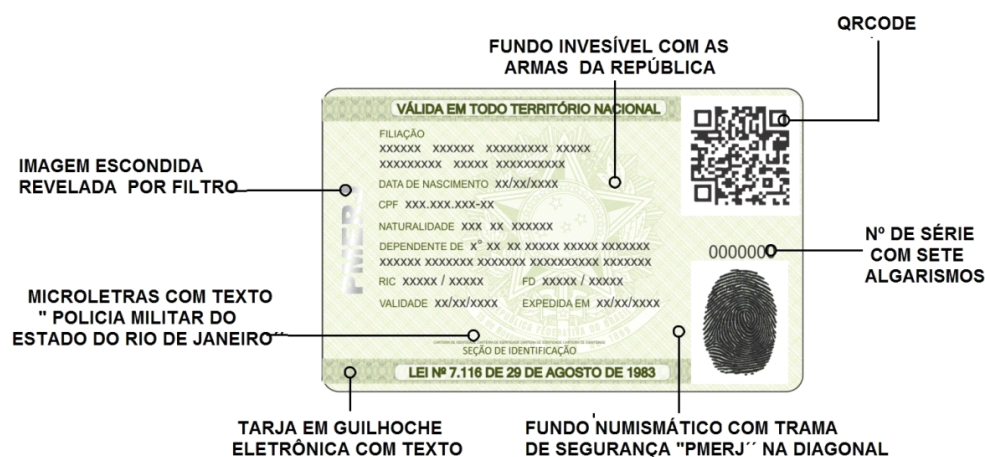 QRCODE
FUNDO INVESÍVEL COM AS
ARMAS DA REPÚBLICA
VÁLIDA EM TODO TERRITÓRIO NACIONAL
FILIAÇÃO
XXXXXX XXXXXX XXXXXXXXX XXXXX
XXXXXXXXX XXXXX XXXXXXXXXX
IMAGEM ESCONDIDA
REVELADA POR FILTRO
DATA DE NASCIMENTO XX/XX/XXXX
CPF XXX.XXX.XXX-XX
PMERJ
NATURALIDADE XXX XX XXXXXX
DEPENDENTE DE X° XX XX XXXXX XXXXX XXXXXXX
XXXXXX XXXXXXX XXXXXXX XXXXXXXXXX XXXXXXX
RIC XXXXX / XXXXX FD XXXXX / XXXXX
VALIDADE XX/XX/XXXX EXPEDIDA EM XX/XX/XXXX
0000000
Nº DE SÉRIE
COM SETE
ALGARISMOS
MICROLETRAS COM TEXTO
" POLICIA MILITAR DO
ESTADO DO RIO DE JANEIRO´´
SEÇÃO DE IDENTIFICAÇÃO
LEI Nº 7.116 DE 29 DE AGOSTO DE 1983
TARJA EM GUILHOCHE
ELETRÔNICA COM TEXTO
FUNDO NUMISMÁTICO COM TRAMA
DE SEGURANÇA "PMERJ´´ NA DIAGONAL